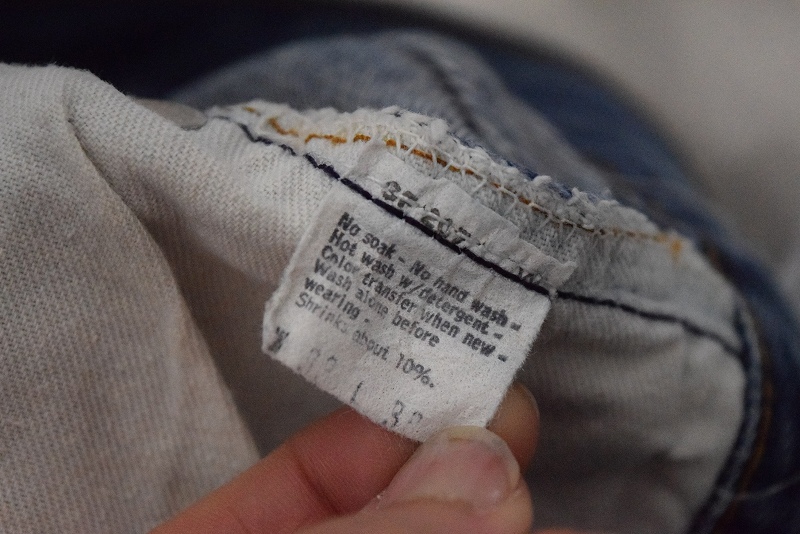 No soak - No hand wash -
Hot wash w/detergent -
Color transfer when new -
Wash alone before
wearing -
Shrinks about 10%.